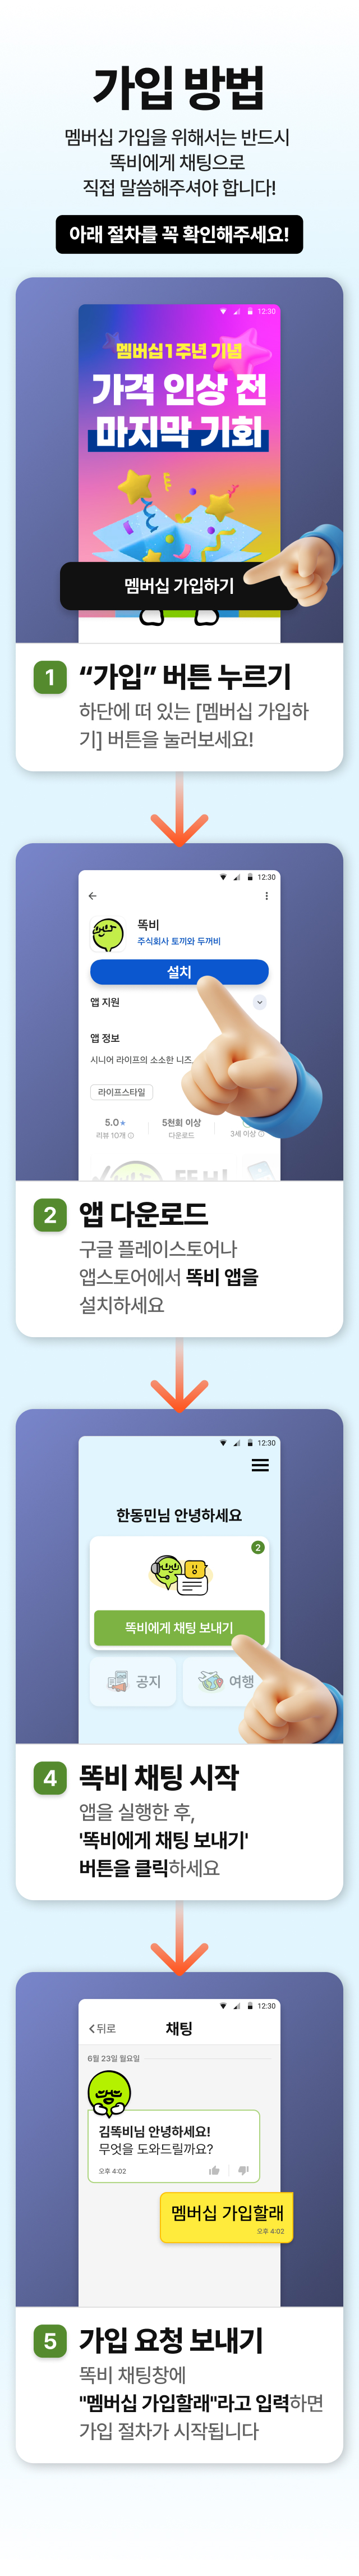 가입 방법
멤버십 가입을 위해서는 반드시
똑비에게 채팅으로
직접 말씀해주셔야 합니다!
아래 절차를 꼭 확인해주세요!
12:30
멤버십 1주년 기념
가격 인상 전
마지막 기회
멤버십 가입하기
1 “가입” 버튼 누르기
하단에 떠 있는 [멤버십 가입하
기] 버튼을 눌러보세요!
12:30
똑비
주식회사 토끼와 두꺼비
설치
앱 지원
앱 정보
시니어 라이프의 소소한 니즈
라이프스타일
5.0★ 5천회 이상
리뷰 10개 다운로드 3세 이상
똑비
2 앱 다운로드
구글 플레이스토어나
앱스토어에서 똑비 앱을
설치하세요
12:30
한동민님 안녕하세요
2
똑비에게 채팅 보내기
공지 여행
4 똑비 채팅 시작
앱을 실행한 후,
'똑비에게 채팅 보내기'
버튼을 클릭하세요
12:30
뒤로 채팅
6월 23일 월요일
김똑비님 안녕하세요!
무엇을 도와드릴까요?
오후 4:02
멤버십 가입할래
오후 4:02
5 가입 요청 보내기
똑비 채팅창에
"멤버십 가입할래"라고 입력하면
가입 절차가 시작됩니다